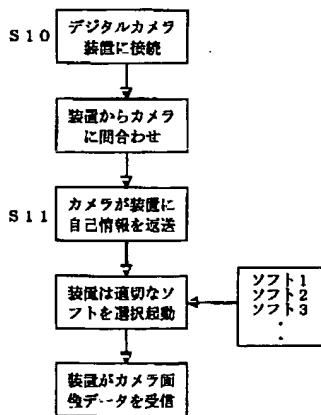 S10
デジタルカメラ
装置に接続
装置からカメラ
に問合わせ
S11
カメラが装置に
自己情報を返送
装置は適切なソ
フトを選択起動
ソフト1
ソフト2
ソフト3
・
・
装置がカメラ画
像データを受信